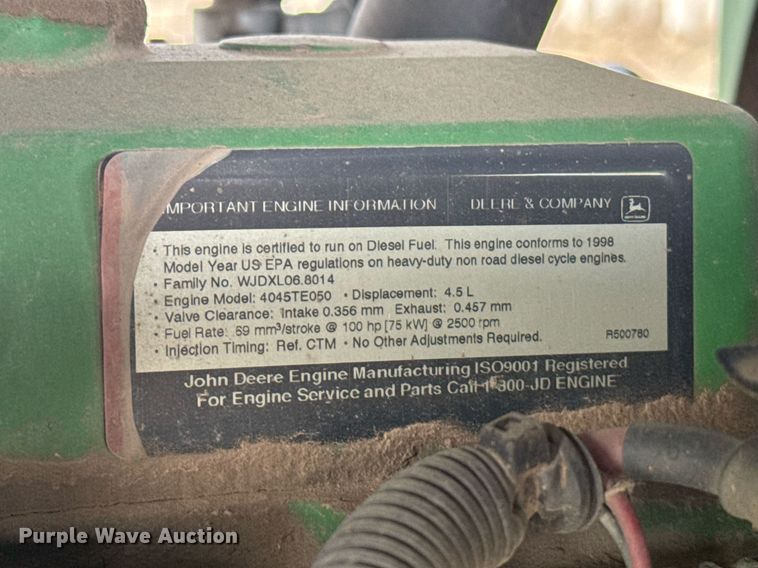 IMPORTANT ENGINE INFORMATION DEERE & COMPANY
• This engine is certified to run on Diesel Fuel. This engine conforms to 1998
Model Year US EPA regulations on heavy-duty non road diesel cycle engines.
• Family No. WJDXL06.8014
• Engine Model: 4045TE050 • Displacement: 4.5 L
• Valve Clearance: Intake 0.356 mm Exhaust: 0.457 mm
• Fuel Rate: 69 mm³/stroke @ 100 hp [75 kW] @ 2500 rpm
• Injection Timing: Ref. CTM • No Other Adjustments Required. R500780
John Deere Engine Manufacturing ISO9001 Registered
For Engine Service and Parts Call 1-800-JD ENGINE
Purple Wave Auction